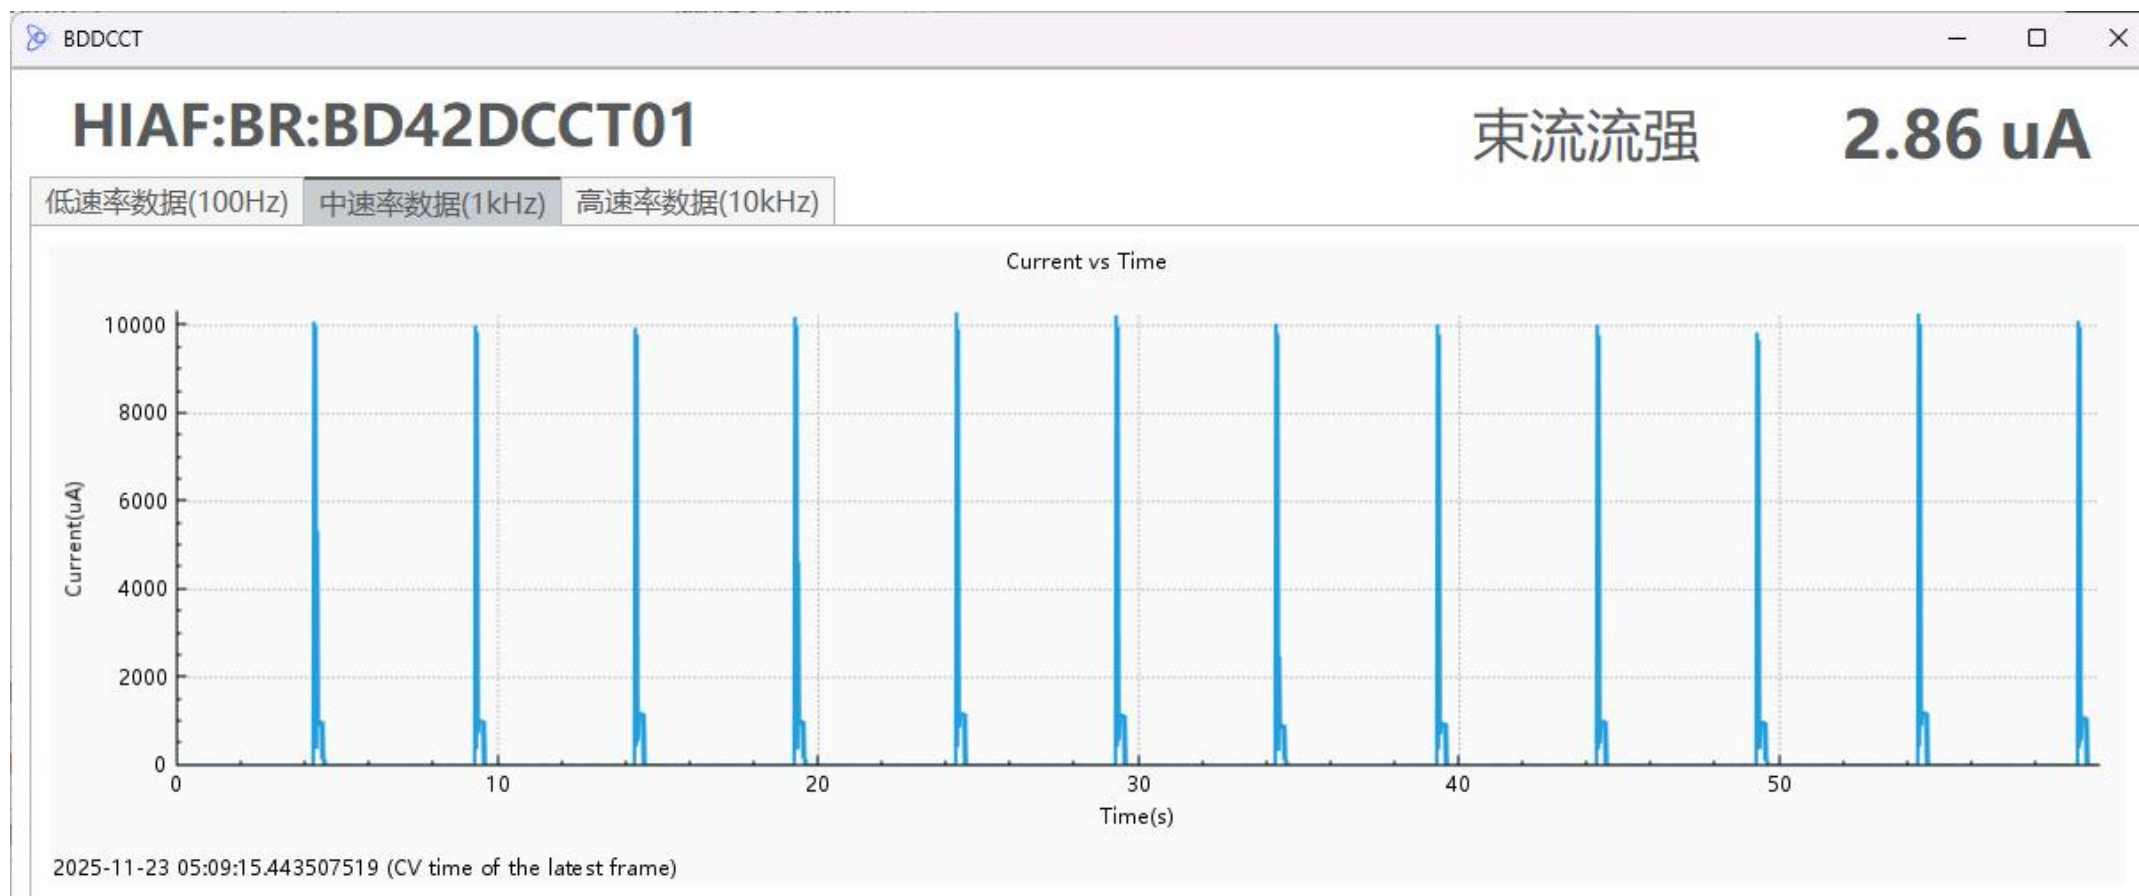 BDDCCT
HIAF:BR:BD42DCCT01
束流流强 2.86 uA
低速率数据(100Hz) 中速率数据(1kHz) 高速率数据(10kHz)
Current vs Time
10000
8000
6000
4000
2000
0
Current(uA)
0 10 20 30 40 50
Time(s)
2025-11-23 05:09:15.443507519 (CV time of the latest frame)